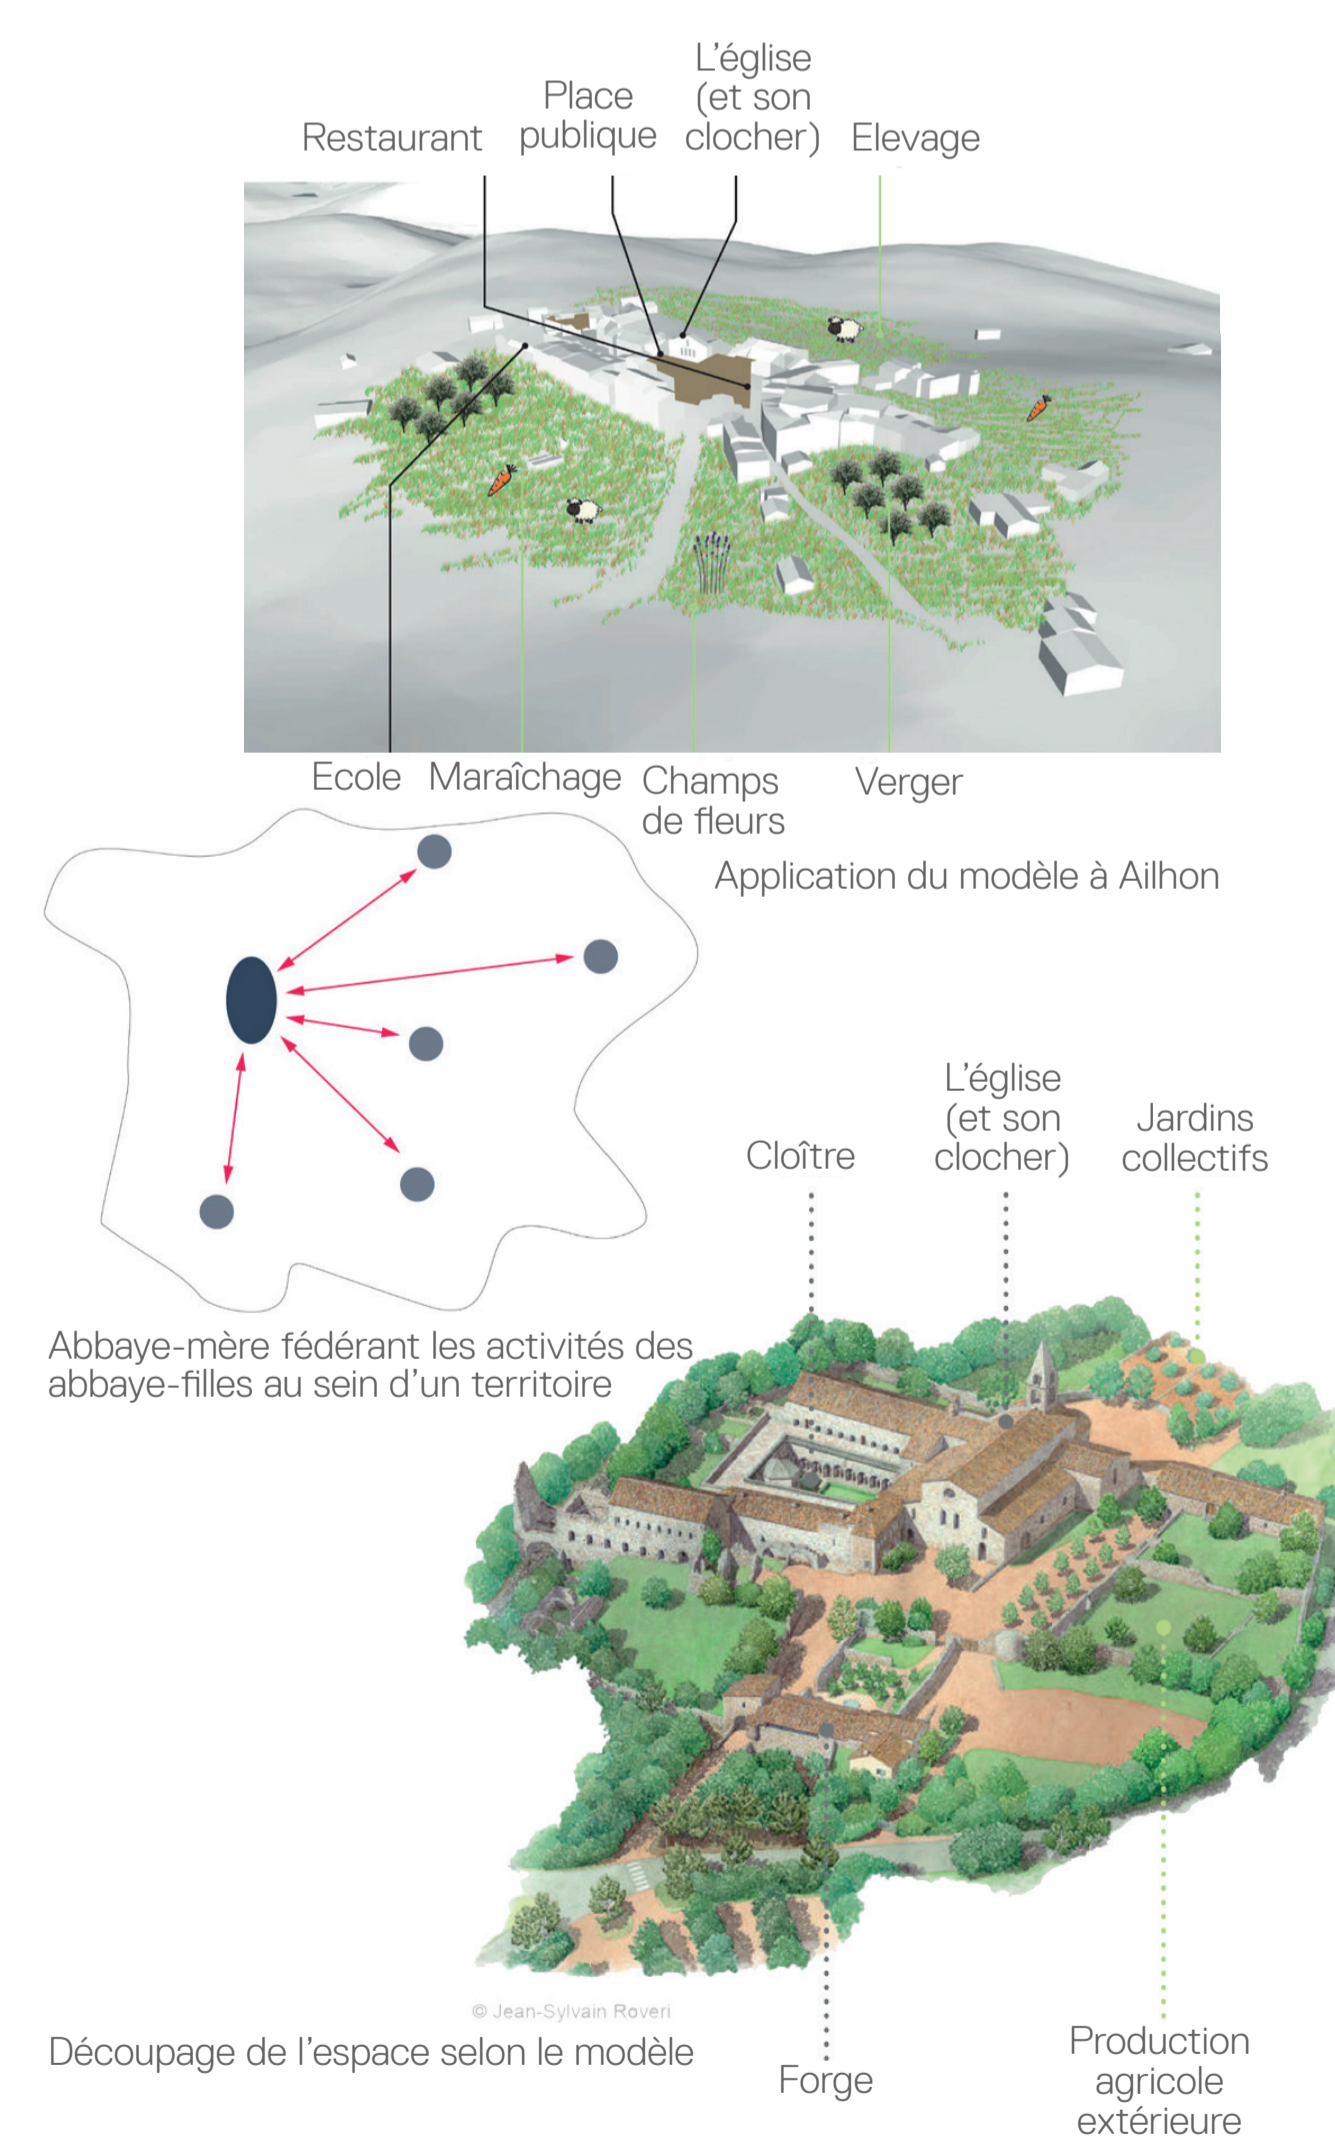 Restaurant
Place
publique
L'église
(et son
clocher)
Elevage
Ecole
Maraîchage
Champs
de fleurs
Verger
Application du modèle à Ailhon
Abbaye-mère fédérant les activités des
abbaye-filles au sein d'un territoire
Cloître
L'église
(et son
clocher)
Jardins
collectifs
© Jean-Sylvain Roveri
Découpage de l'espace selon le modèle
Forge
Production
agricole
extérieure